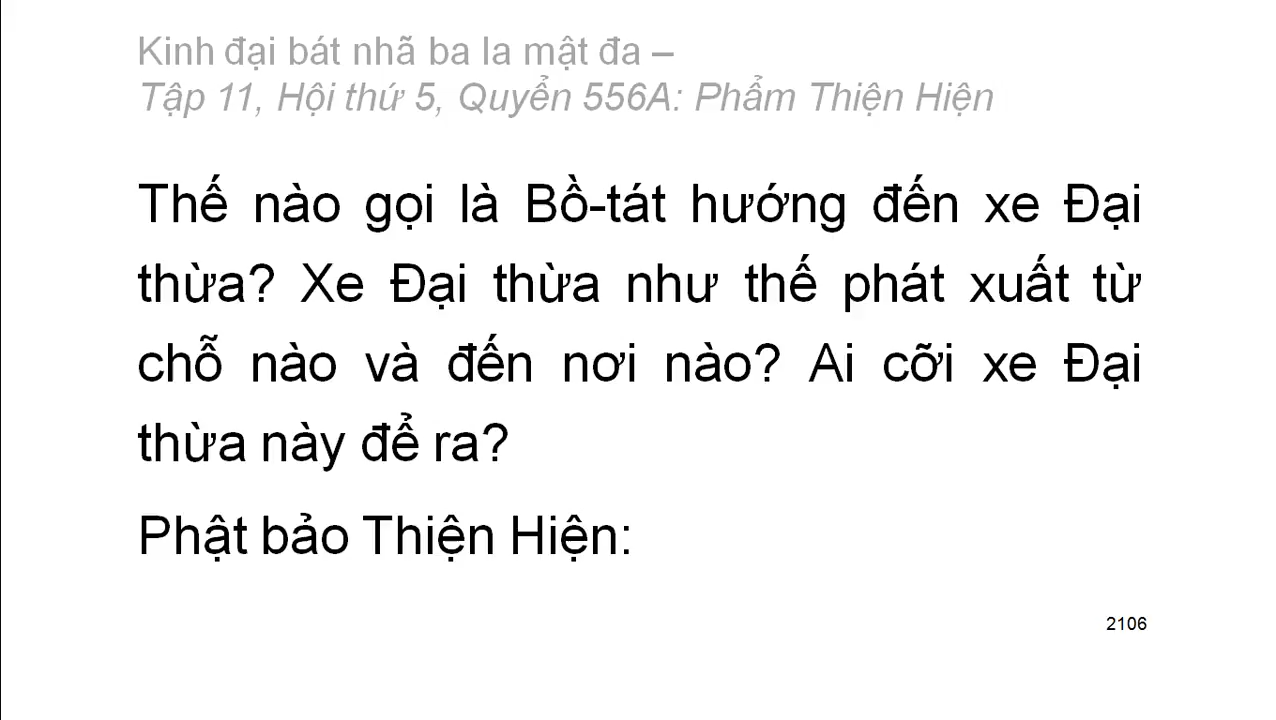 Kinh đại bát nhã ba la mật đa –
Tập 11, Hội thứ 5, Quyển 556A: Phẩm Thiện Hiện
Thế nào gọi là Bồ-tát hướng đến xe Đại
thừa? Xe Đại thừa như thế phát xuất từ
chỗ nào và đến nơi nào? Ai cỡi xe Đại
thừa này để ra?
Phật bảo Thiện Hiện:
2106